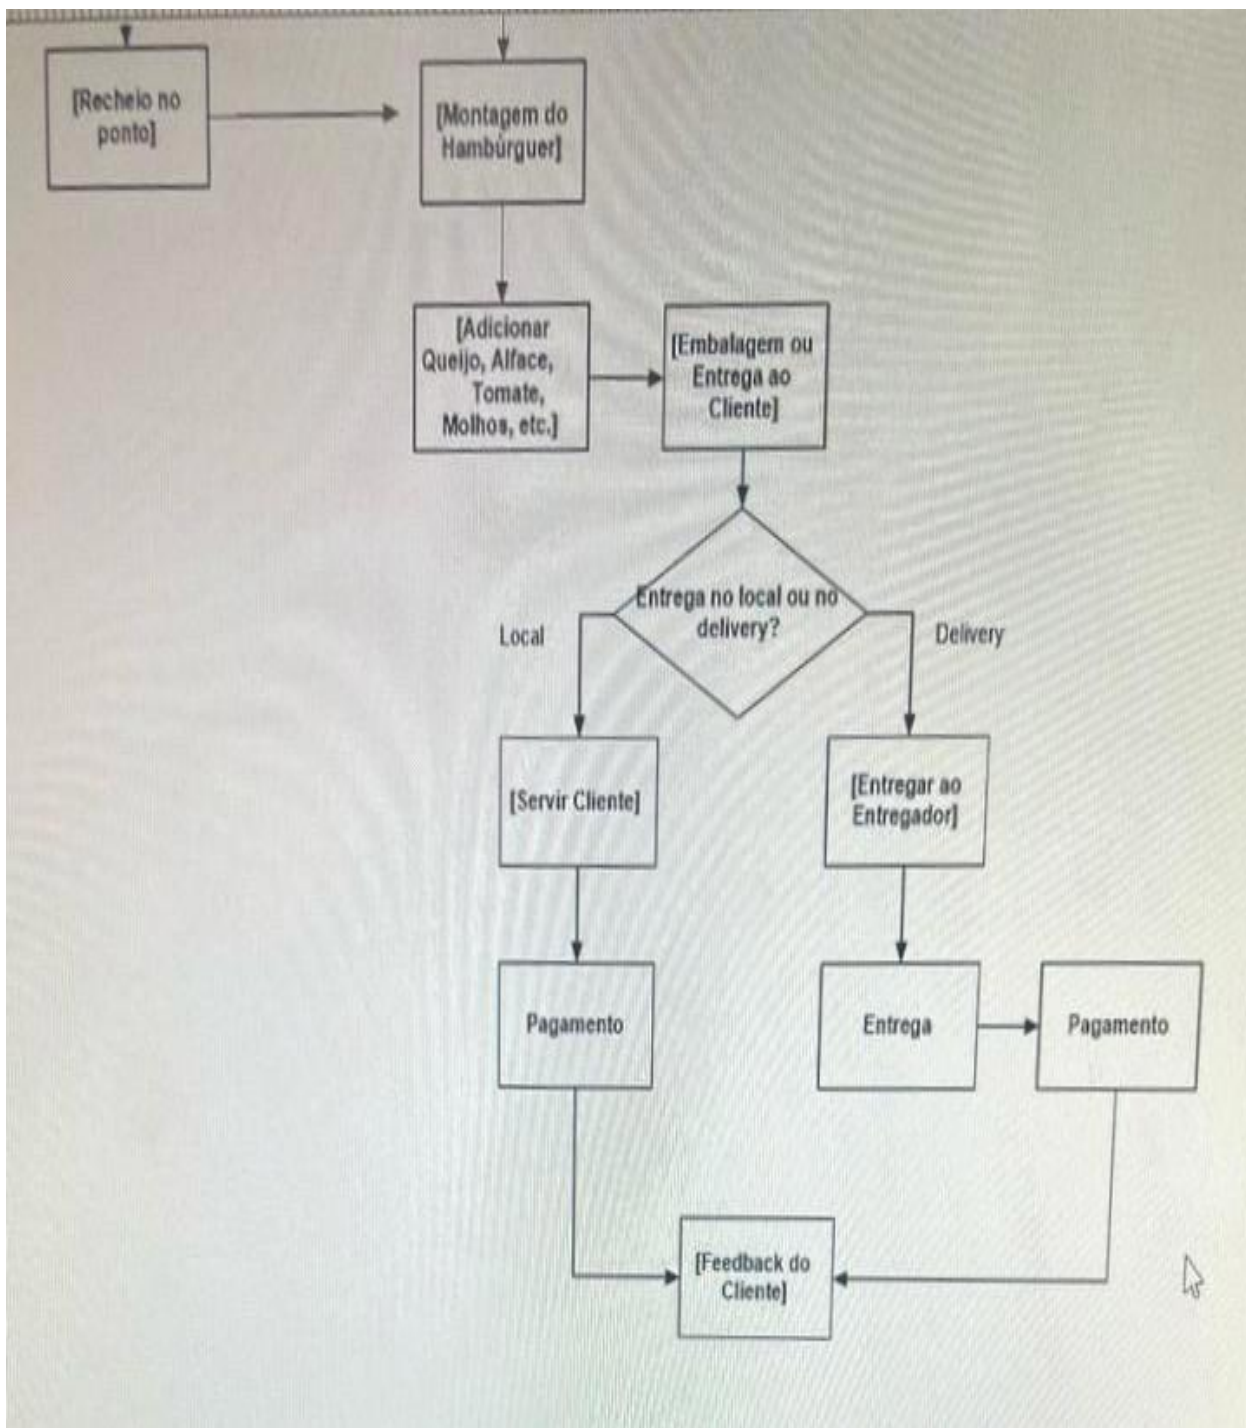 [Recheio no
ponto]
[Montagem do
Hambúrguer]
[Adicionar
Queijo, Alface,
Tomate,
Molhos, etc.]
[Embalagem ou
Entrega ao
Cliente]
Entrega no local ou no
delivery?
Local
Delivery
[Servir Cliente]
[Entregar ao
Entregador]
Pagamento
Entrega
Pagamento
[Feedback do
Cliente]